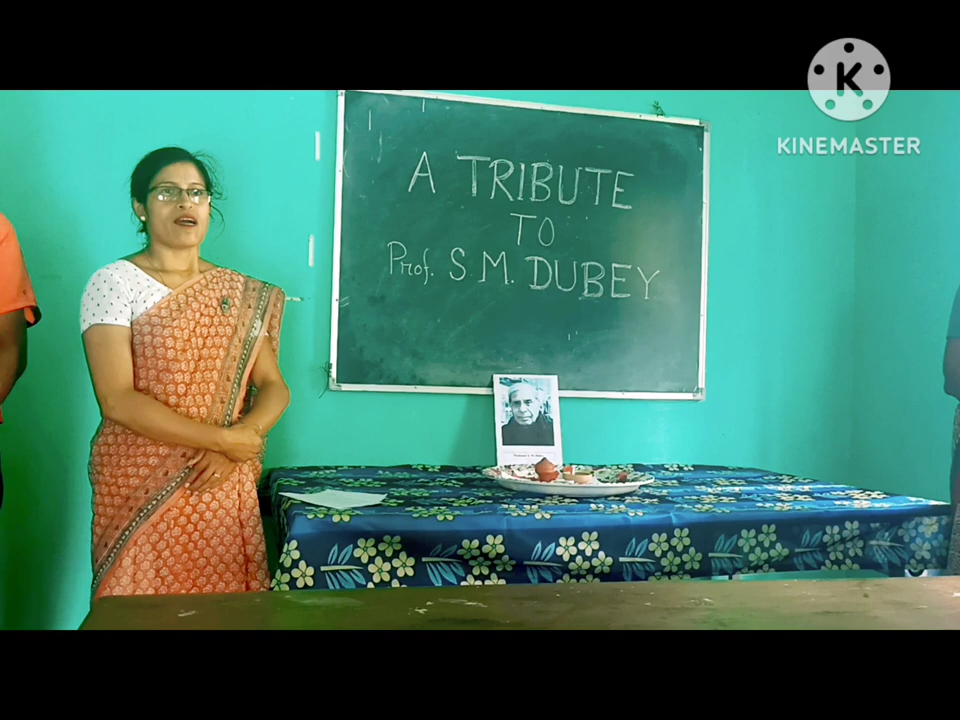 A TRIBUTE
TO
Prof. S. M. DUBEY
K
KINEMASTER